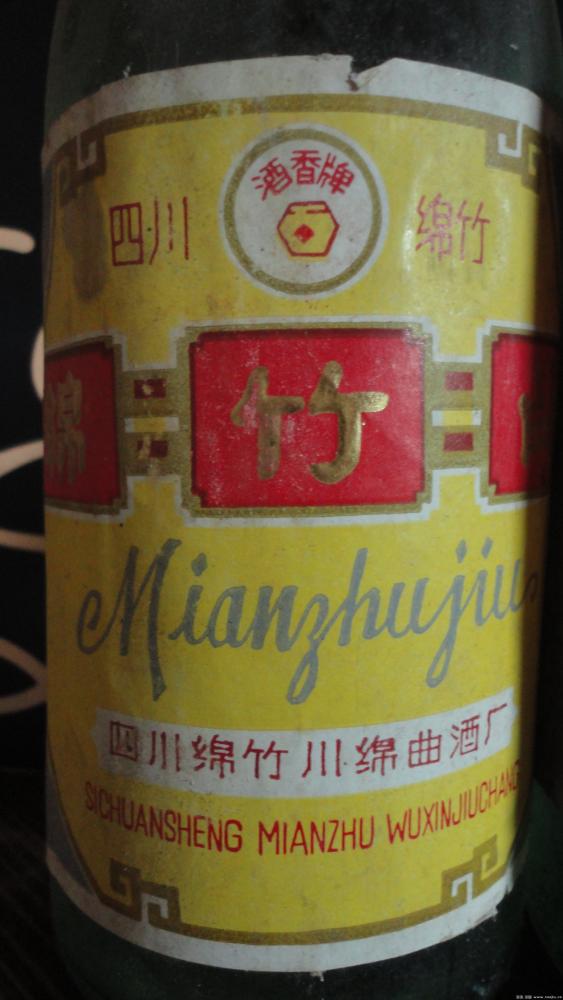 酒香牌
四川 绵竹
绵 竹
Mianzhujiu
四川绵竹川绵曲酒厂
SICHUANSHENG MIANZHU WUXINJIUCHANG